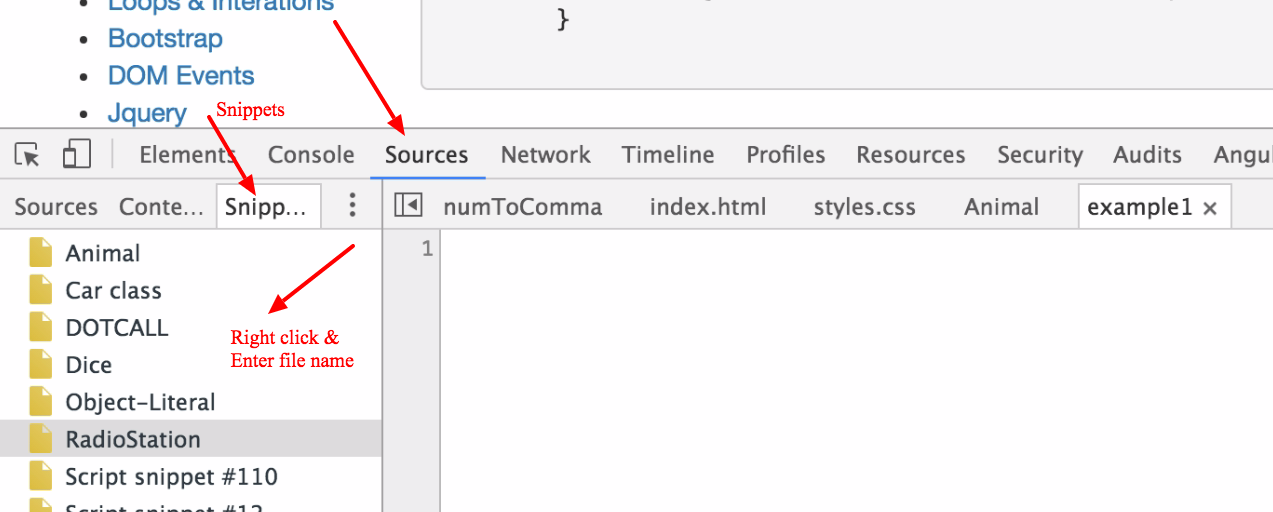 Loops & Interations
}
Bootstrap
DOM Events
Jquery
Snippets
Elements Console Sources Network Timeline Profiles Resources Security Audits Angu
Sources Conte... Snipp... numToComma index.html styles.css Animal example1 ×
1
Animal
Car class
DOTCALL
Dice
Object-Literal
RadioStation
Script snippet #110
Script snippet #12
Right click &
Enter file name